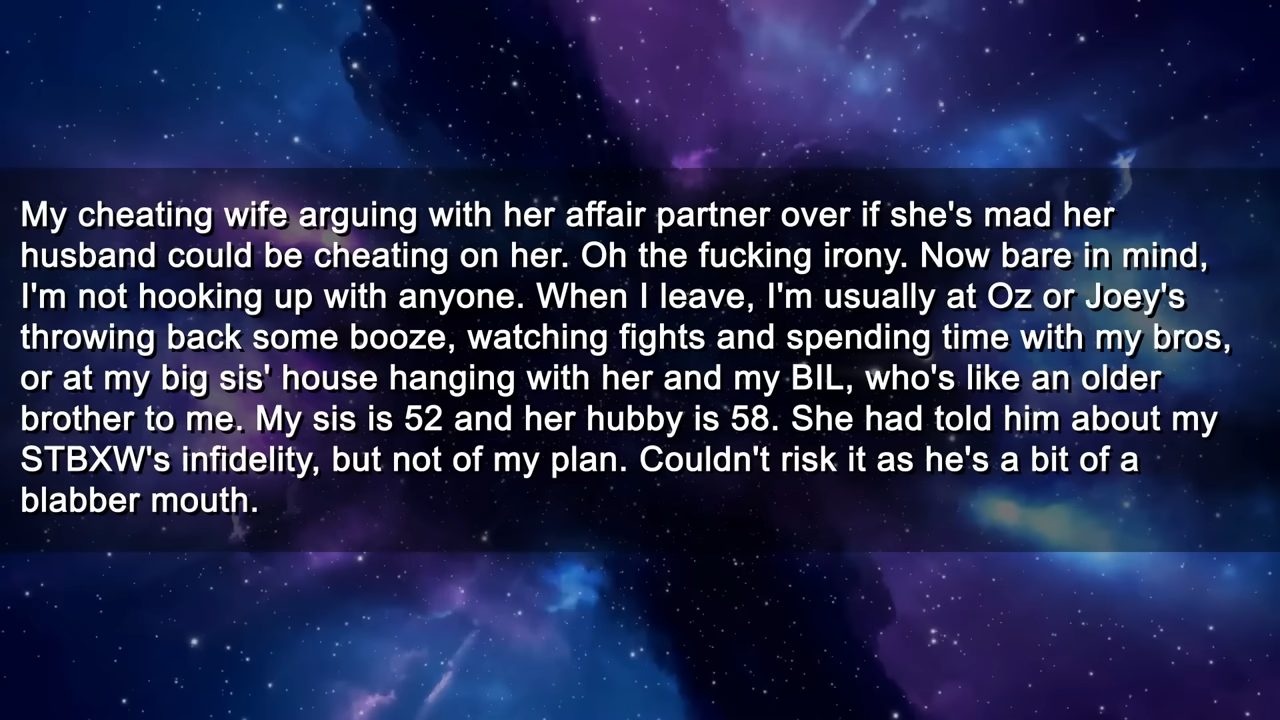 My cheating wife arguing with her affair partner over if she's mad her
husband could be cheating on her. Oh the fucking irony. Now bare in mind,
I'm not hooking up with anyone. When I leave, I'm usually at Oz or Joey's
throwing back some booze, watching fights and spending time with my bros,
or at my big sis' house hanging with her and my BIL, who's like an older
brother to me. My sis is 52 and her hubby is 58. She had told him about my
STBXW's infidelity, but not of my plan. Couldn't risk it as he's a bit of a
blabber mouth.